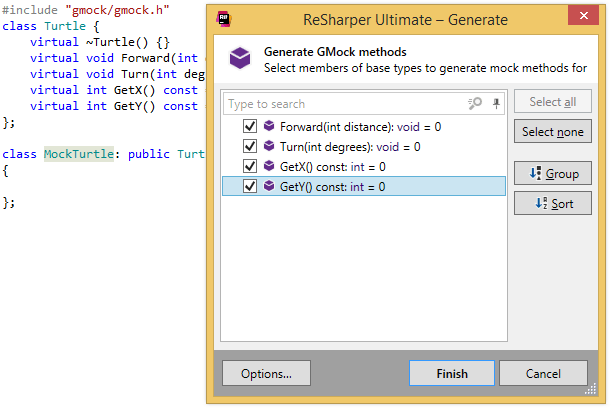 #include "gmock/gmock.h"
class Turtle {
virtual ~Turtle() {}
virtual void Forward(int
virtual void Turn(int deg
virtual int GetX() const
virtual int GetY() const
};
class MockTurtle: public Turt
{
};
ReSharper Ultimate – Generate
Generate GMock methods
Select members of base types to generate mock methods for
Type to search
Forward(int distance): void = 0
Turn(int degrees): void = 0
GetX() const: int = 0
GetY() const: int = 0
Select all
Select none
Group
Sort
Options...
Finish
Cancel